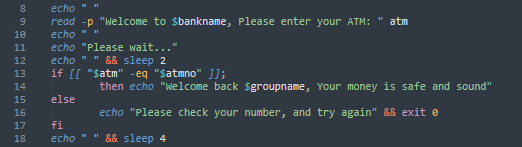 8 echo " "
9 read -p "Welcome to $bankname, Please enter your ATM: " atm
10 echo " "
11 echo "Please wait..."
12 echo " " && sleep 2
13 if [[ "$atm" -eq "$atmno" ]];
14 then echo "Welcome back $groupname, Your money is safe and sound"
15 else
16 echo "Please check your number, and try again" && exit 0
17 fi
18 echo " " && sleep 4